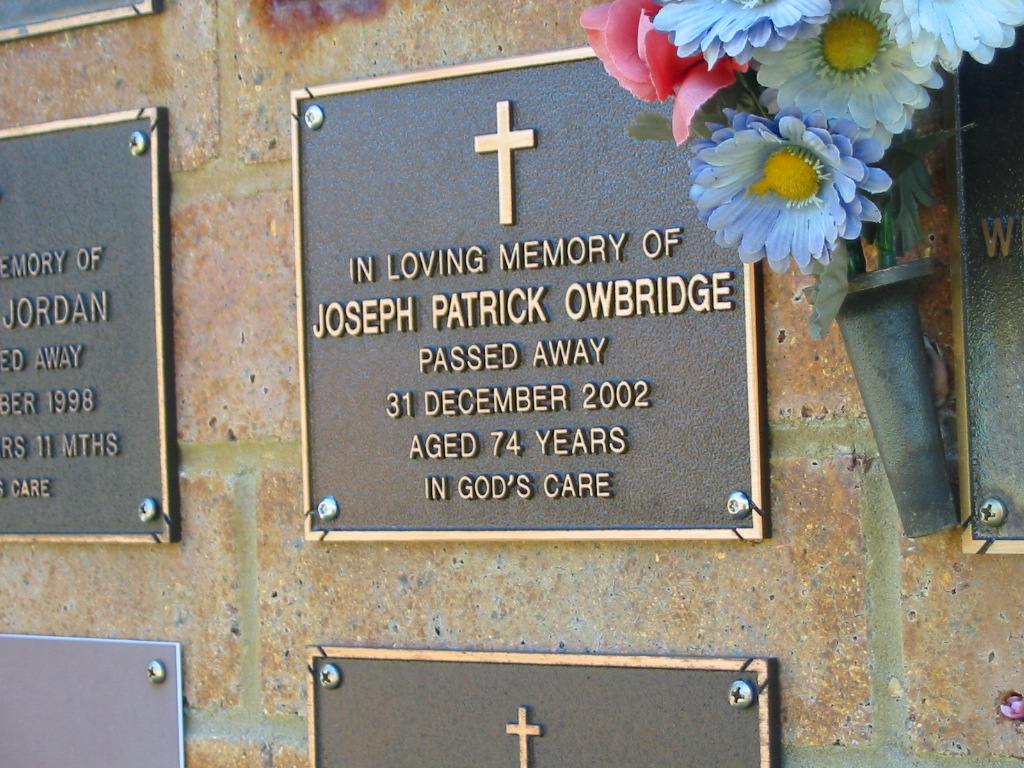 EMORY OF
JORDAN
ED AWAY
BER 1998
RS 11 MTHS
S CARE
IN LOVING MEMORY OF
JOSEPH PATRICK OWBRIDGE
PASSED AWAY
31 DECEMBER 2002
AGED 74 YEARS
IN GOD'S CARE
W